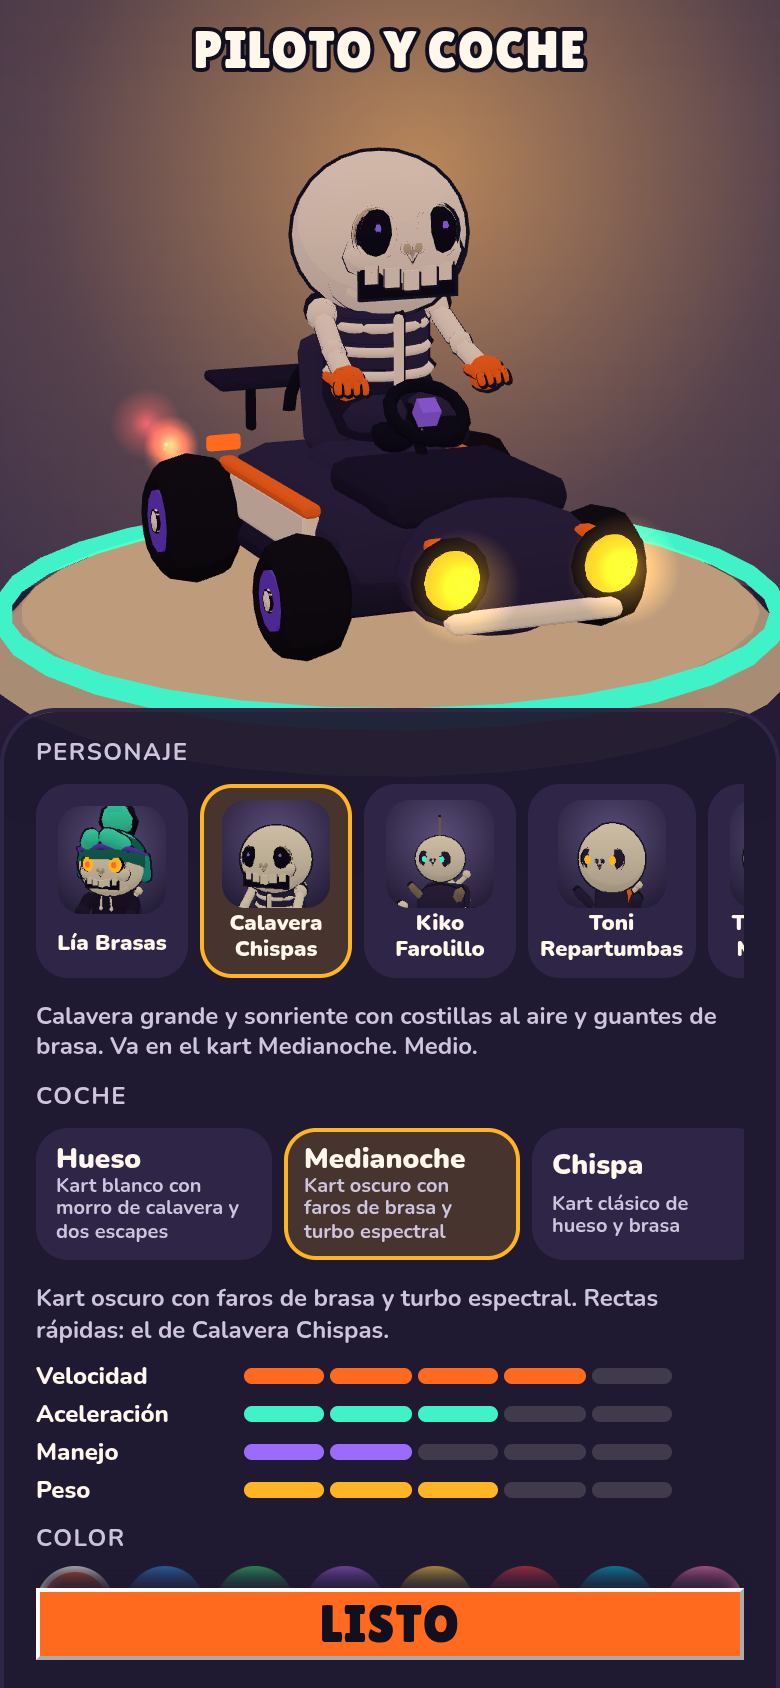 PILOTO Y COCHE
PERSONAJE
Lía Brasas
Calavera
Chispas
Kiko
Farolillo
Toni
Repartumbas
Calavera grande y sonriente con costillas al aire y guantes de
brasa. Va en el kart Medianoche. Medio.
COCHE
Hueso
Kart blanco con
morro de calavera y
dos escapes
Medianoche
Kart oscuro con
faros de brasa y
turbo espectral
Chispa
Kart clásico de
hueso y brasa
Kart oscuro con faros de brasa y turbo espectral. Rectas
rápidas: el de Calavera Chispas.
Velocidad
Aceleración
Manejo
Peso
COLOR
LISTO